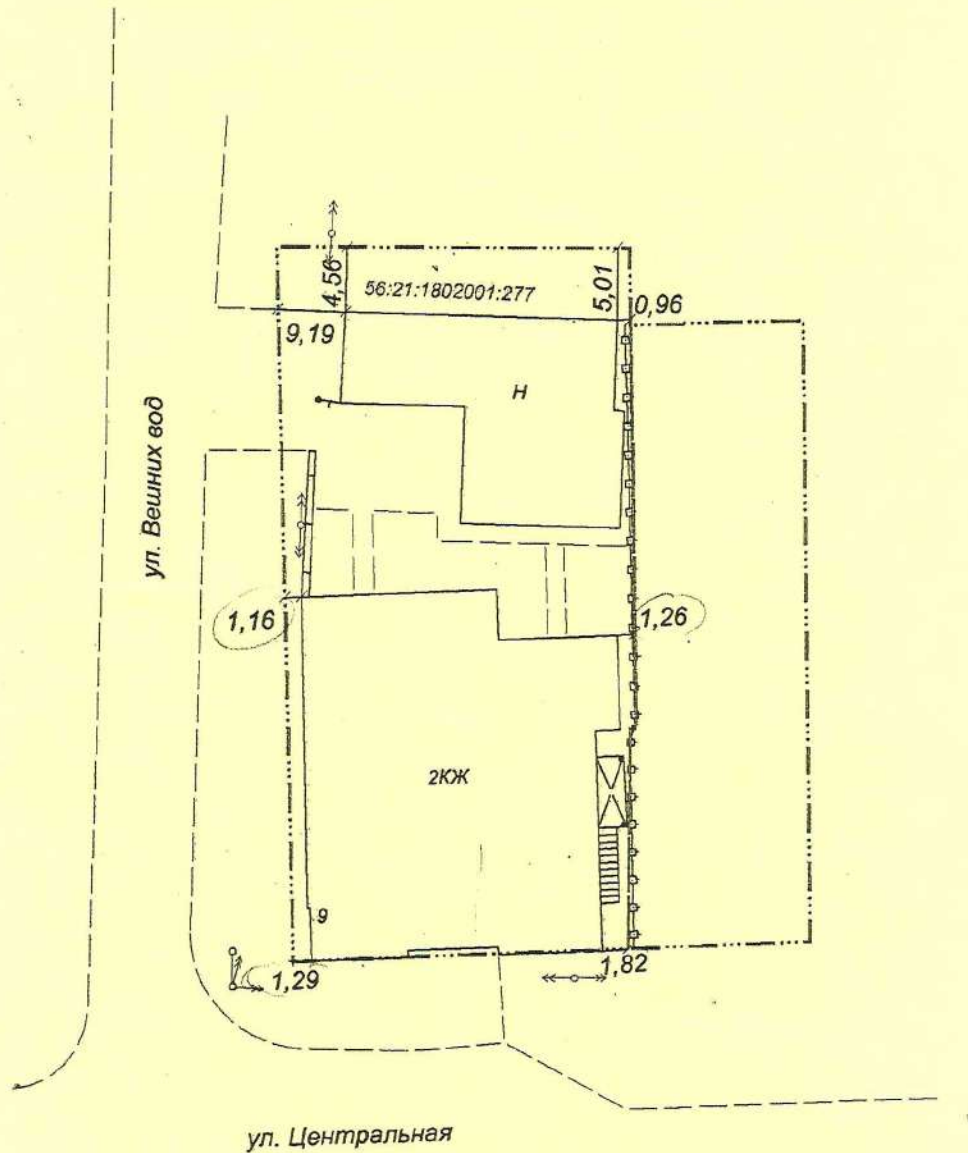 4,56
56:21:1802001:277
5,01
0,96
9,19
Н
ул. Вешних вод
1,16
1,26
2КЖ
9
1,29
1,82
ул. Центральная